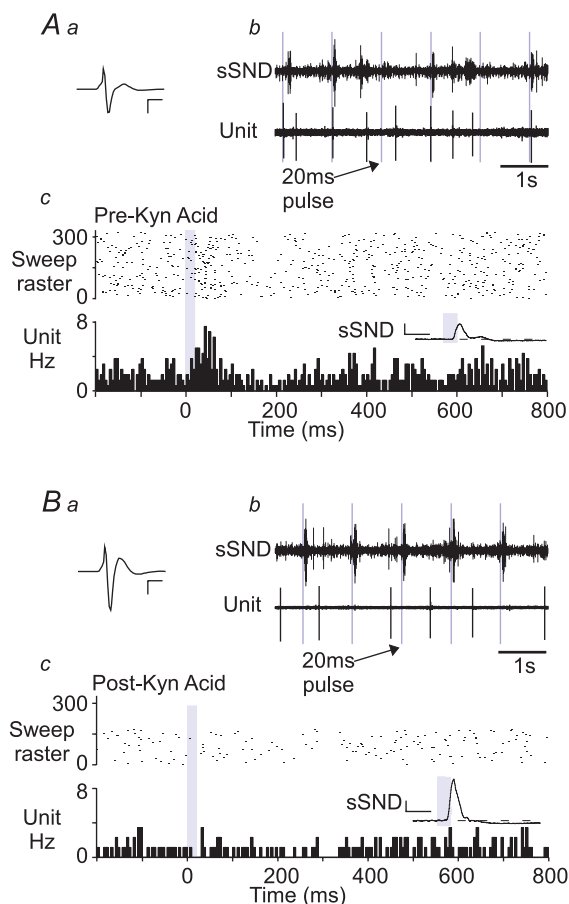 A a
b
sSND
Unit
20ms
pulse
1s
c
Pre-Kyn Acid
300
Sweep
raster
0
8
Unit
Hz
0
sSND
0 200 400 600 800
Time (ms)
B a
b
sSND
Unit
20ms
pulse
1s
c
Post-Kyn Acid
300
Sweep
raster
0
8
Unit
Hz
0
sSND
0 200 400 600 800
Time (ms)